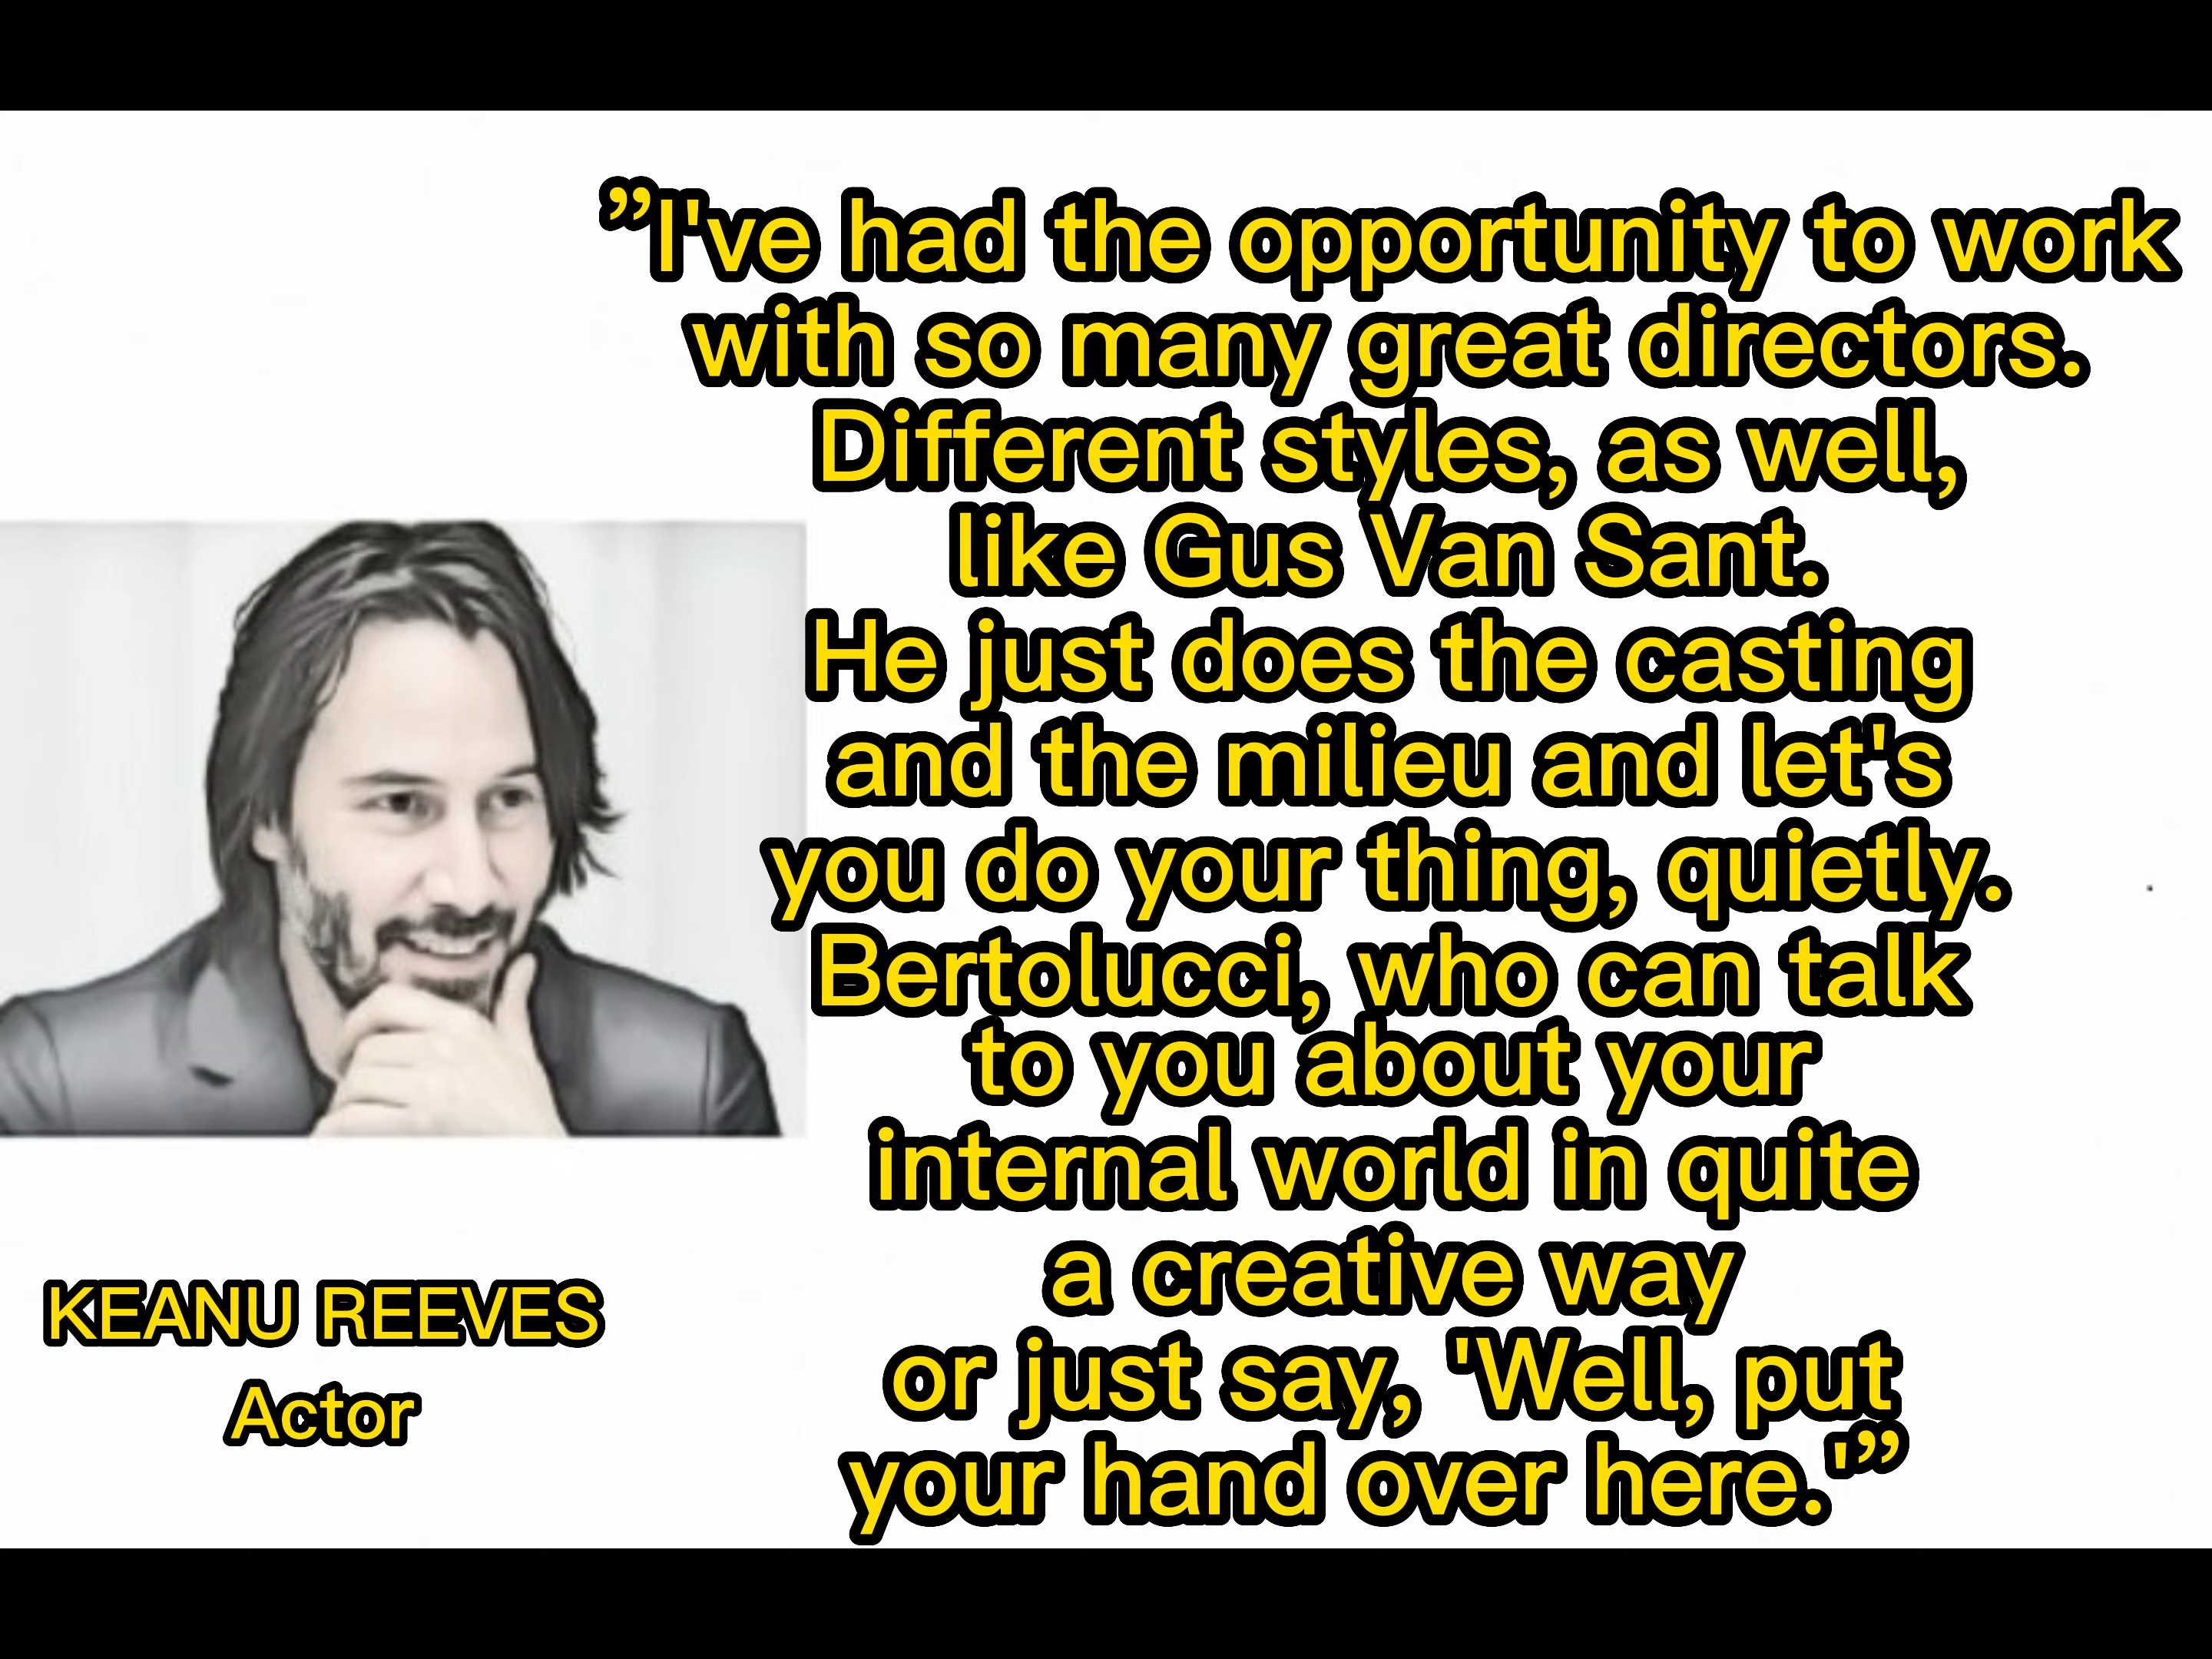 ”I've had the opportunity to work
with so many great directors.
Different styles, as well,
like Gus Van Sant.
He just does the casting
and the milieu and let's
you do your thing, quietly.
Bertolucci, who can talk
to you about your
internal world in quite
a creative way
or just say, 'Well, put
your hand over here.'”
KEANU REEVES
Actor